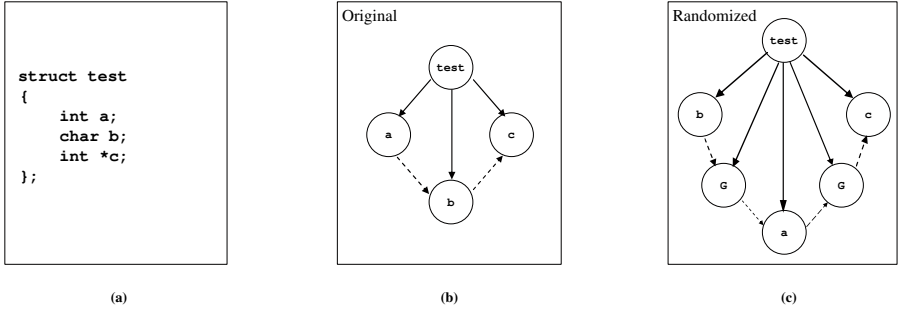 struct test
{
int a;
char b;
int *c;
};
(a)
Original
test
a
c
b
(b)
Randomized
test
b
c
G
G
a
(c)